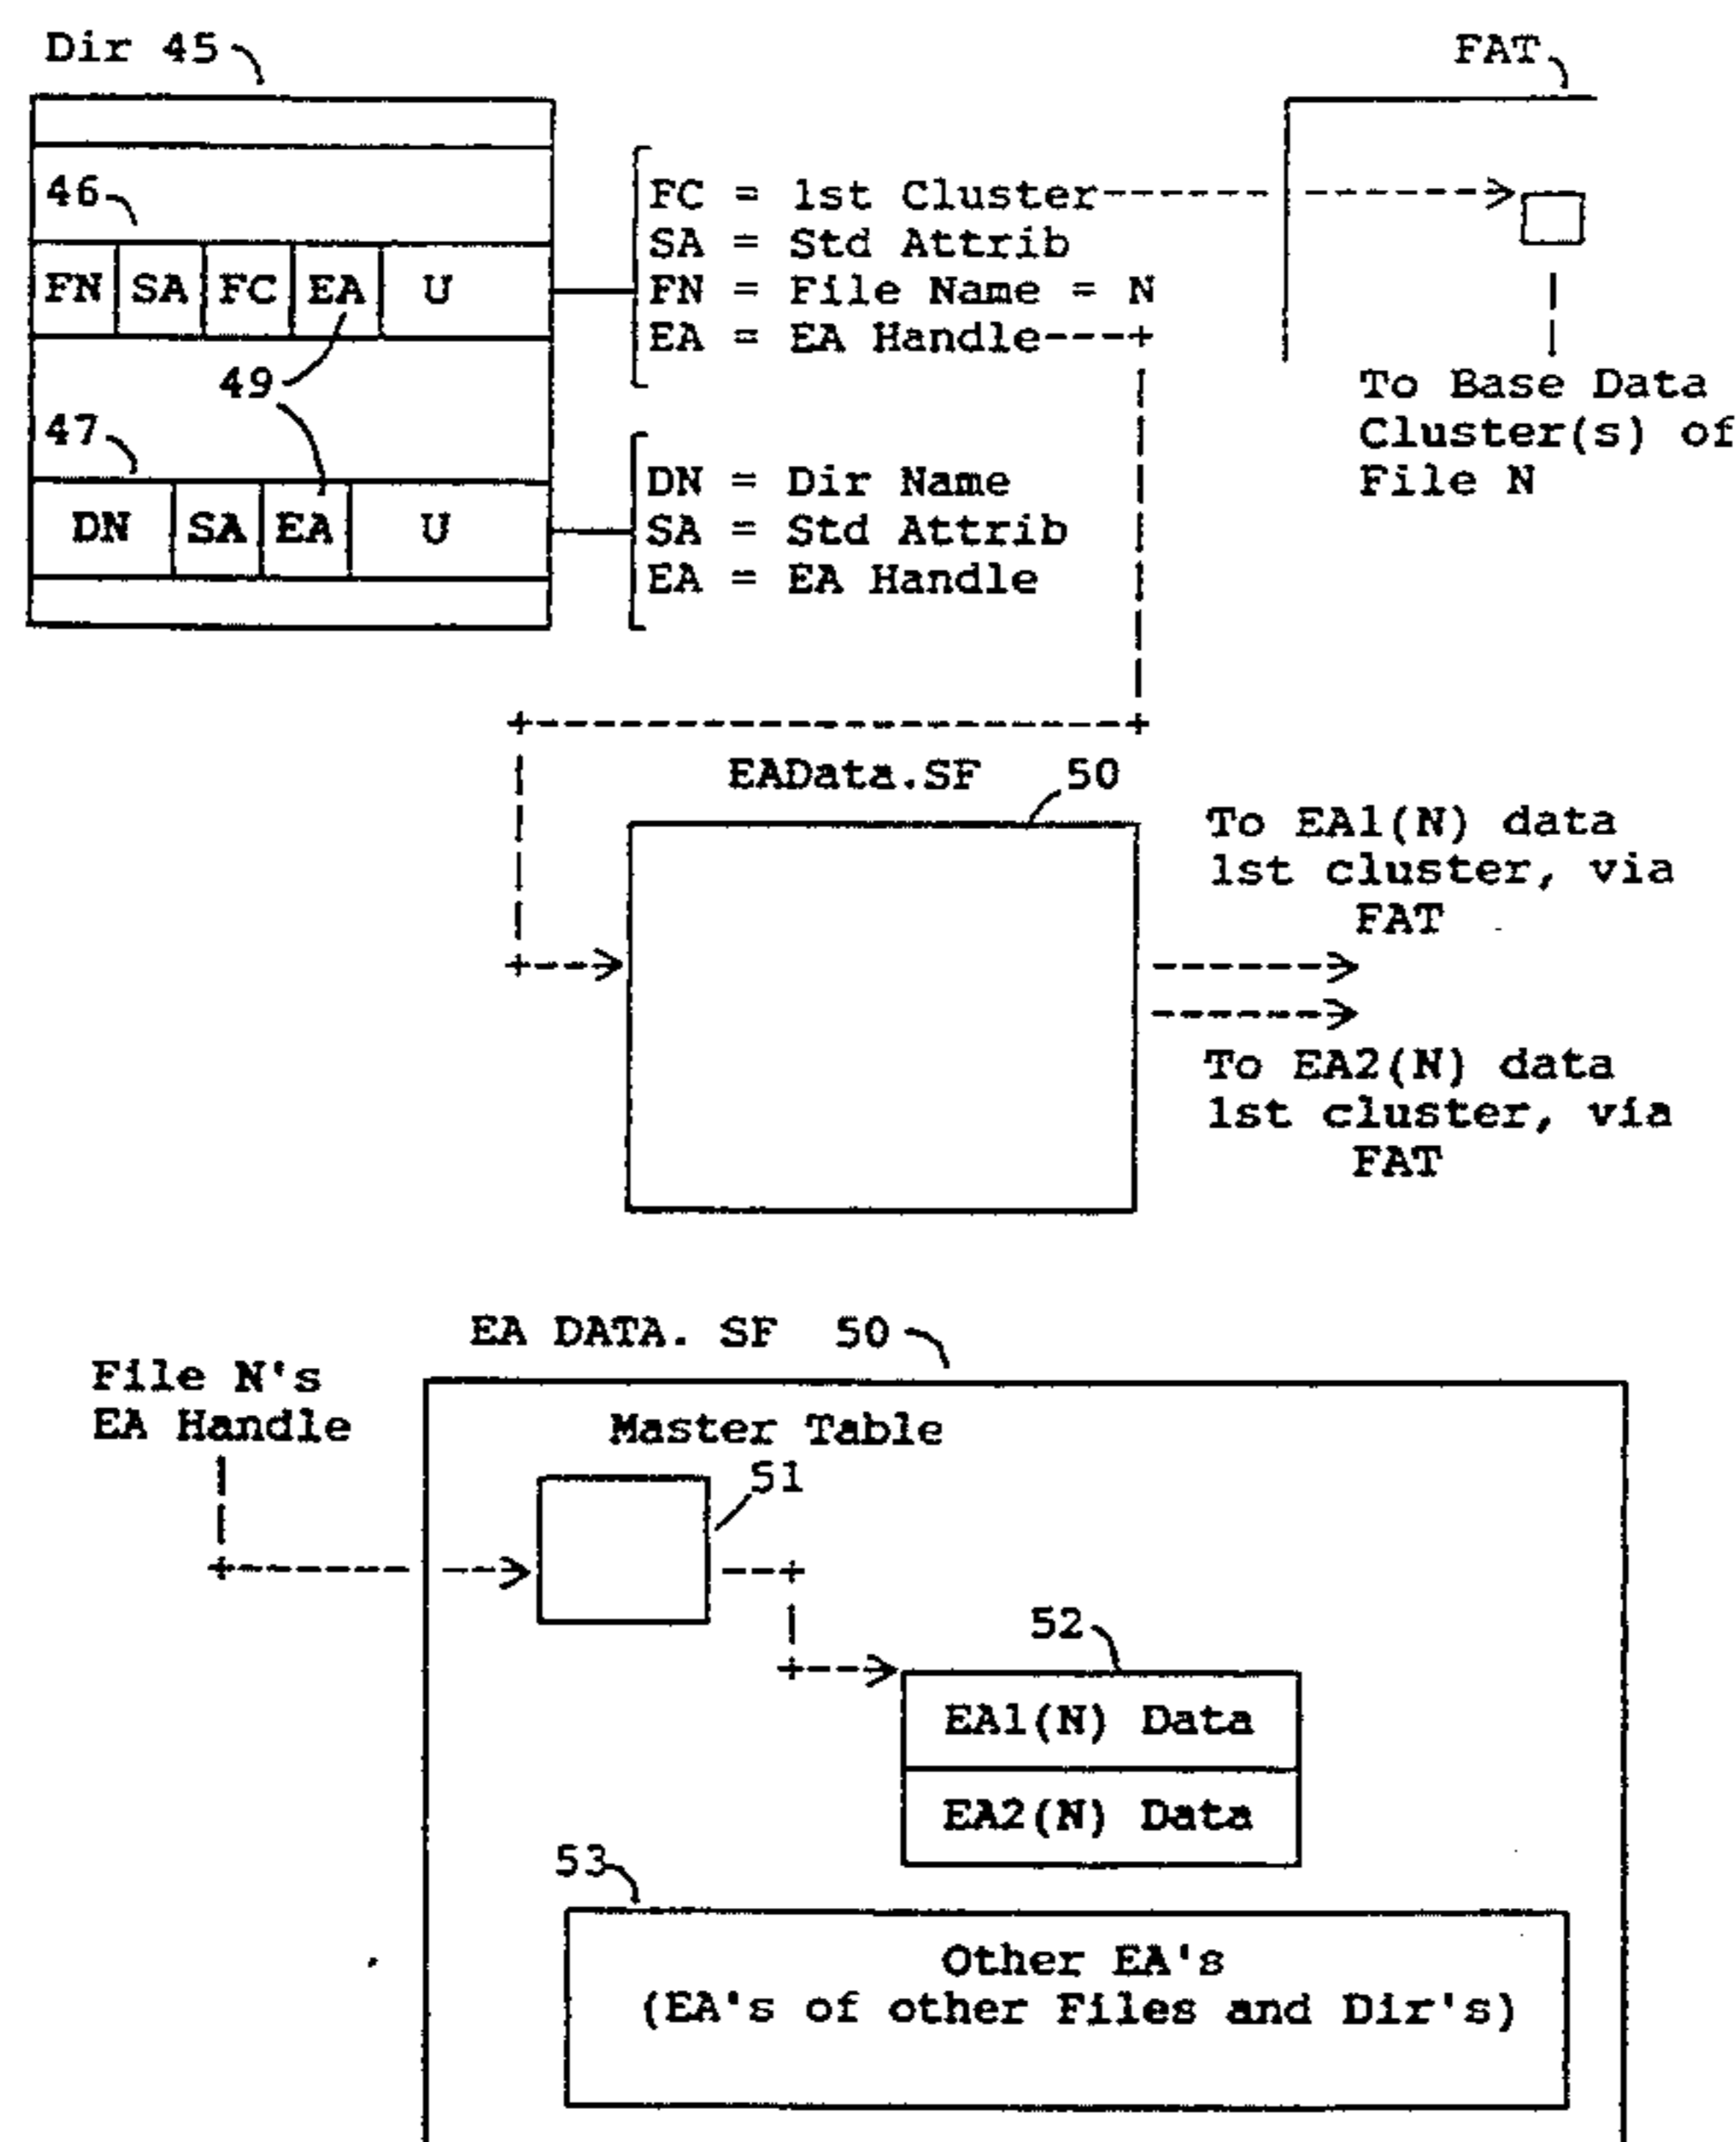 Dir 45
FAT
46
FN SA FC EA U
FC = 1st Cluster
SA = Std Attrib
FN = File Name = N
EA = EA Handle
49
To Base Data
Cluster(s) of
File N
47
DN SA EA U
DN = Dir Name
SA = Std Attrib
EA = EA Handle
EAData.SF 50
To EA1(N) data
1st cluster, via
FAT
To EA2(N) data
1st cluster, via
FAT
EA DATA. SF 50
File N's
EA Handle
Master Table
51
52
EA1(N) Data
EA2(N) Data
53
Other EA's
(EA's of other Files and Dir's)